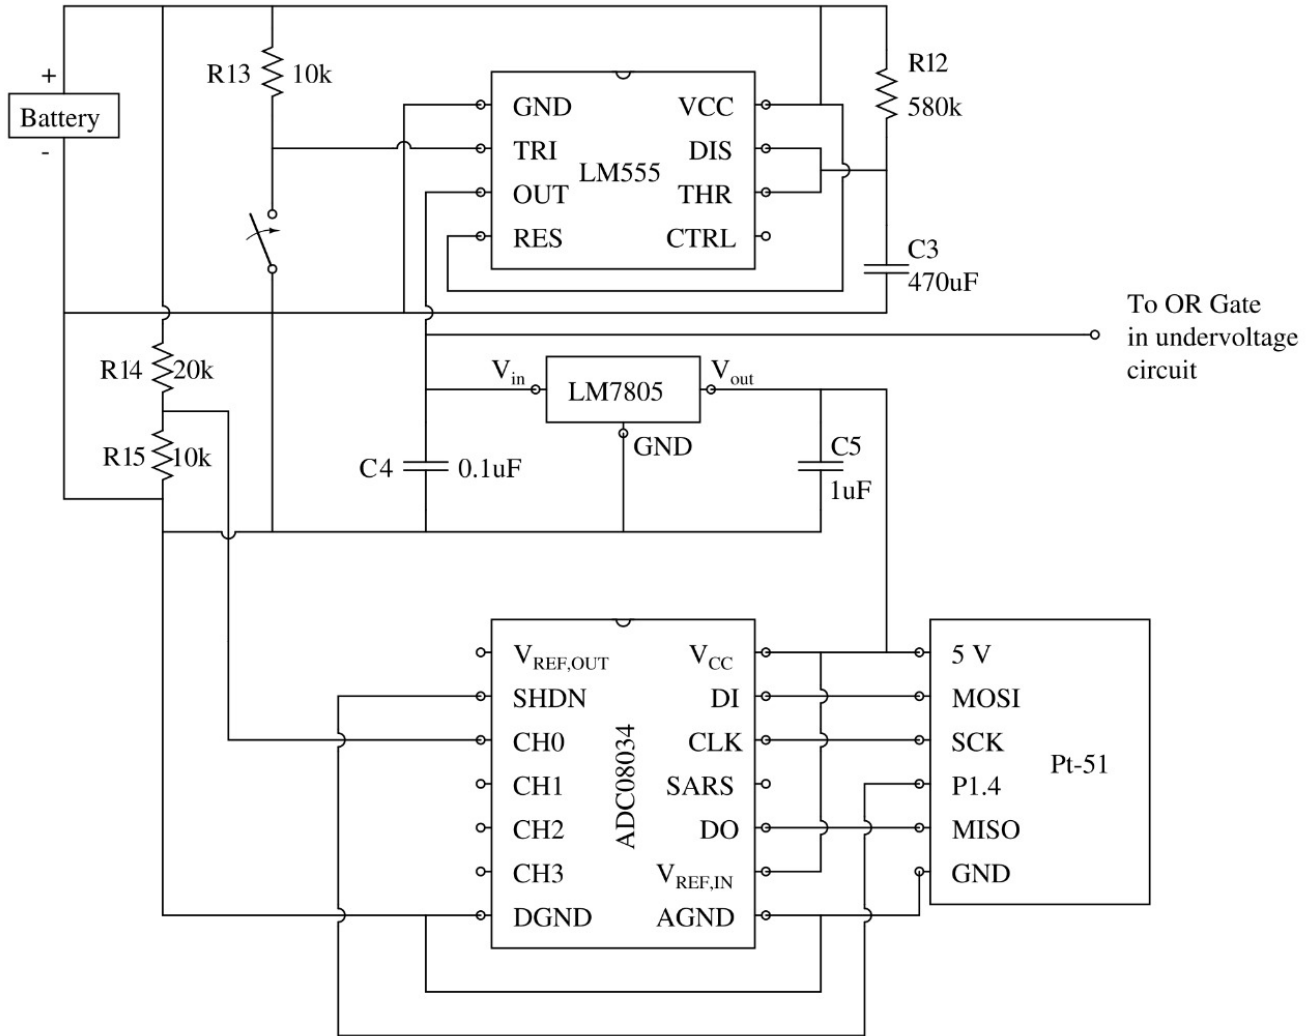 +
Battery
-
R13 10k
GND
TRI
OUT
RES
LM555
VCC
DIS
THR
CTRL
R12
580k
C3
470uF
To OR Gate
in undervoltage
circuit
R14 20k
R15 10k
Vin
LM7805
Vout
GND
C4 0.1uF
C5
1uF
VREF,OUT
SHDN
CH0
CH1
CH2
CH3
DGND
ADC08034
VCC
DI
CLK
SARS
DO
VREF,IN
AGND
5 V
MOSI
SCK
P1.4
MISO
GND
Pt-51